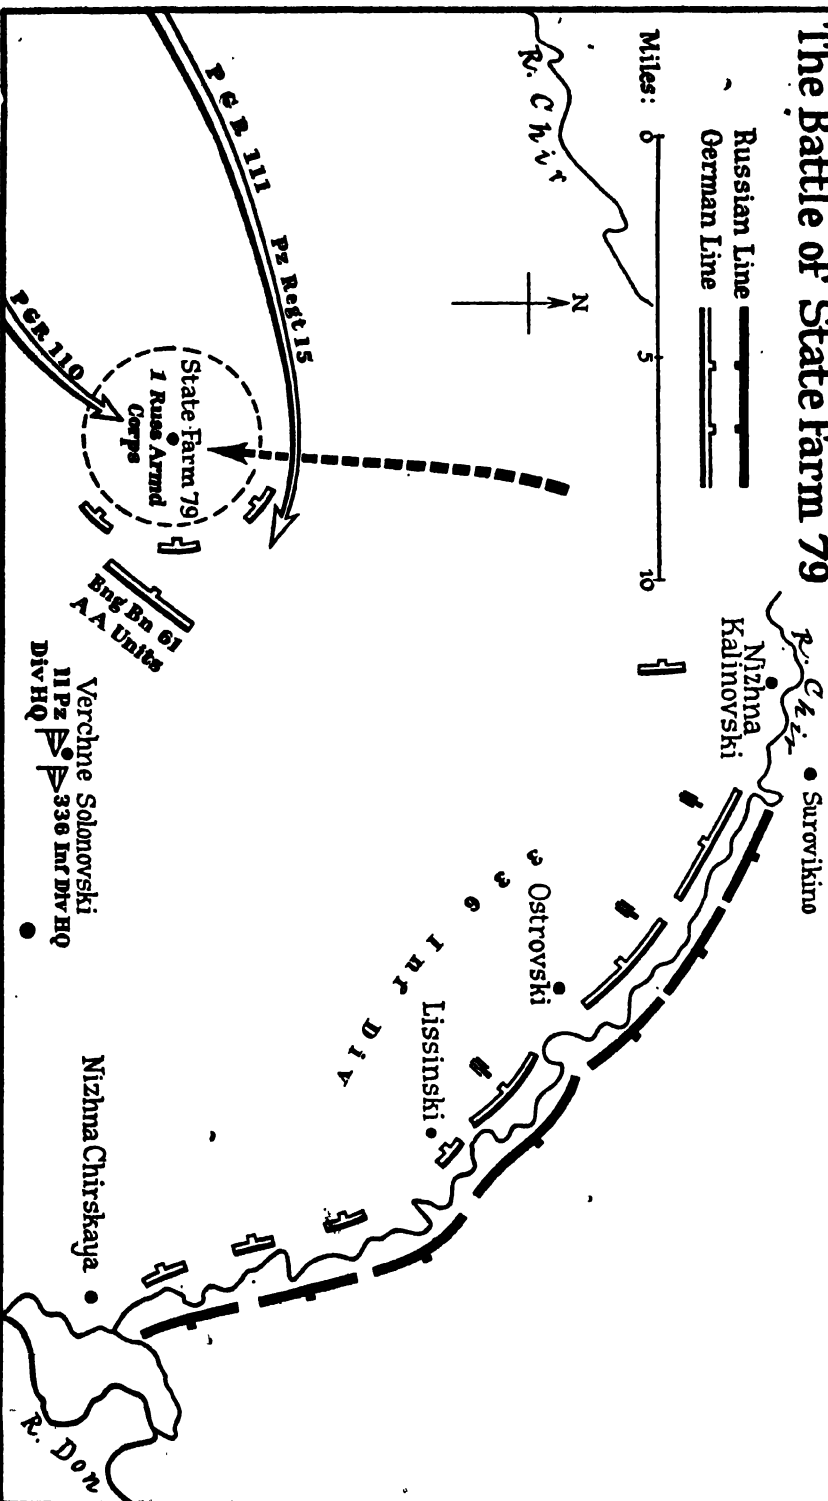 The Battle of State Farm 79
Russian Line
German Line
Miles: 0 5 10
N
R. Chir
R. Chir
Surovikino
Nizhna
Kalinovski
Ostrovski
Lissinski
336 Inf Div
P G R 111
Pz Regt 15
PGR 110
State Farm 79
1 Russ Armd
Corps
Eng Bn 61
A A Units
Verchne Solonovski
11 Pz
Div HQ
336 Inf Div HQ
Nizhna Chirskaya
R. Don